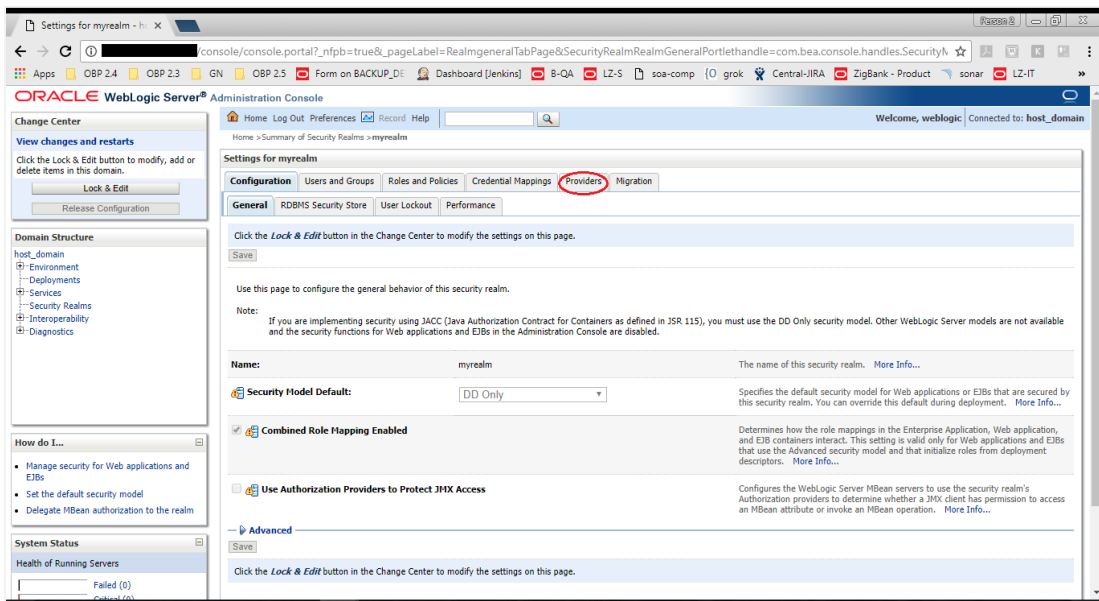 Settings for myrealm - h
Person 2
/console/console.portal?_nfpb=true&_pageLabel=RealmgeneralTabPage&SecurityRealmRealmGeneralPortlethandle=com.bea.console.handles.Security
Apps OBP 2.4 OBP 2.3 GN OBP 2.5 Form on BACKUP_DE Dashboard [Jenkins] B-QA LZ-S soa-comp grok Central-JIRA ZigBank - Product sonar LZ-IT »
ORACLE WebLogic Server® Administration Console
Change Center
View changes and restarts
Click the Lock & Edit button to modify, add or
delete items in this domain.
Lock & Edit
Release Configuration
Domain Structure
host_domain
Environment
Deployments
Services
Security Realms
Interoperability
Diagnostics
How do I...
Manage security for Web applications and
EJBs
Set the default security model
Delegate MBean authorization to the realm
System Status
Health of Running Servers
Failed (0)
Critical (0)
Home Log Out Preferences Record Help
Welcome, weblogic Connected to: host_domain
Home >Summary of Security Realms >myrealm
Settings for myrealm
Configuration Users and Groups Roles and Policies Credential Mappings Providers Migration
General RDBMS Security Store User Lockout Performance
Click the Lock & Edit button in the Change Center to modify the settings on this page.
Save
Use this page to configure the general behavior of this security realm.
Note:
If you are implementing security using JACC (Java Authorization Contract for Containers as defined in JSR 115), you must use the DD Only security model. Other WebLogic Server models are not available
and the security functions for Web applications and EJBs in the Administration Console are disabled.
Name: myrealm The name of this security realm. More Info...
Security Model Default: DD Only Specifies the default security model for Web applications or EJBs that are secured by
this security realm. You can override this default during deployment. More Info...
Combined Role Mapping Enabled Determines how the role mappings in the Enterprise Application, Web application,
and EJB containers interact. This setting is valid only for Web applications and EJBs
that use the Advanced security model and that initialize roles from deployment
descriptors. More Info...
Use Authorization Providers to Protect JMX Access Configures the WebLogic Server MBean servers to use the security realm's
Authorization providers to determine whether a JMX client has permission to access
an MBean attribute or invoke an MBean operation. More Info...
Advanced
Save
Click the Lock & Edit button in the Change Center to modify the settings on this page.